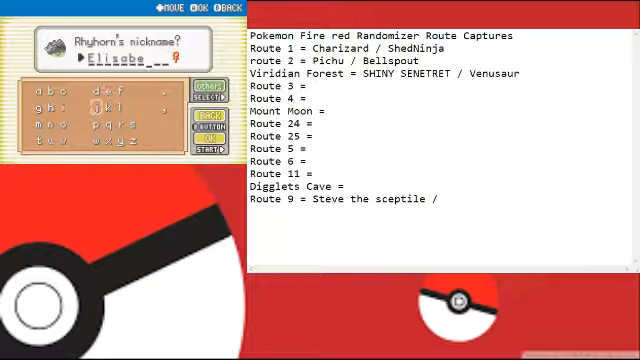 MOVE OK BACK
Rhyhorn's nickname?
Elisabe__
a b c d e f .
g h i j k l ,
m n o p q r s
t u v w x y z
others
SELECT
BACK
B BUTTON
OK
START
Pokemon Fire red Randomizer Route Captures
Route 1 = Charizard / ShedNinja
route 2 = Pichu / Bellspout
Viridian Forest = SHINY SENETRET / Venusaur
Route 3 =
Route 4 =
Mount Moon =
Route 24 =
Route 25 =
Route 5 =
Route 6 =
Route 11 =
Digglets Cave =
Route 9 = Steve the sceptile /